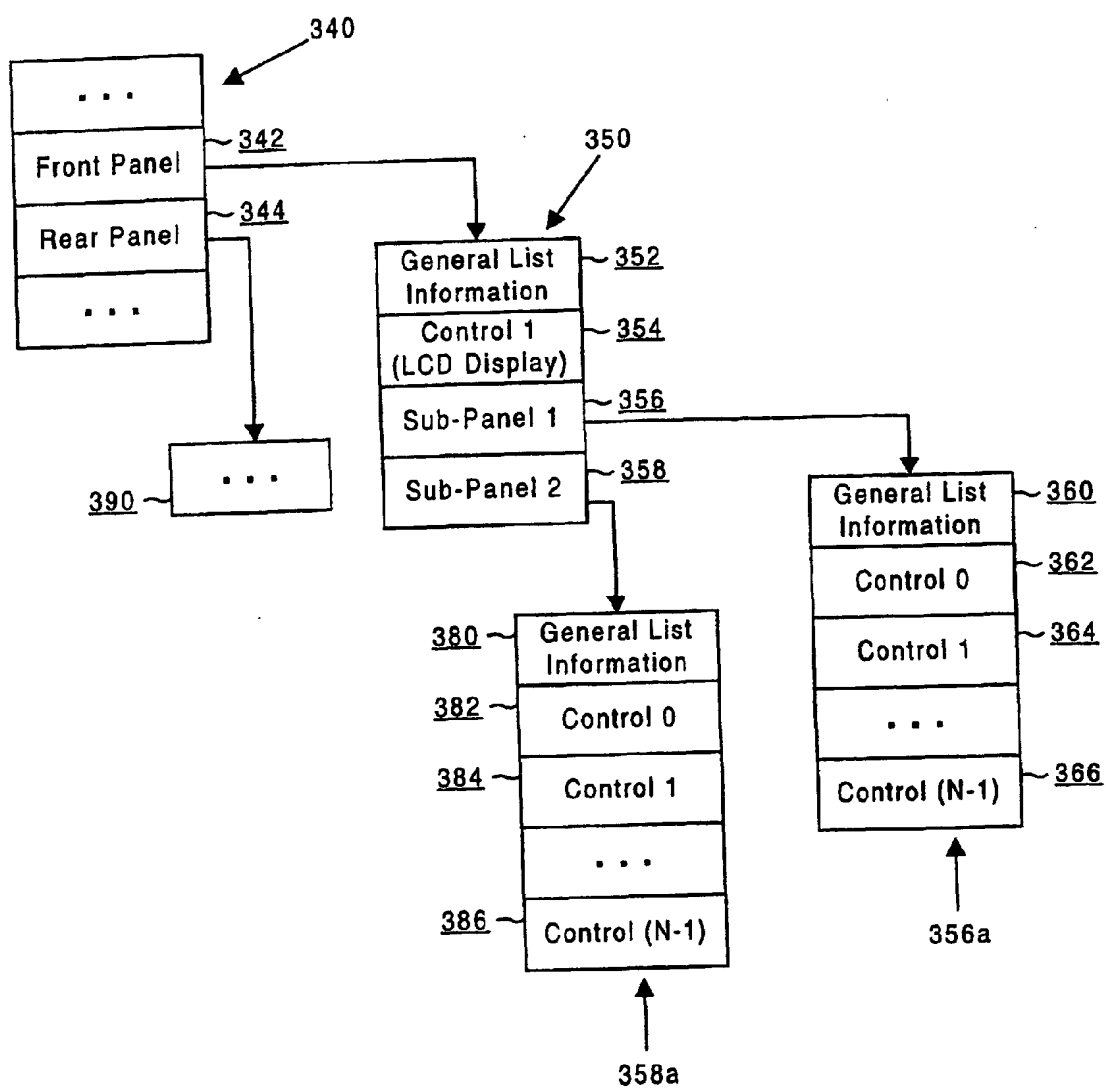 340
. . .
Front Panel
342
Rear Panel
344
. . .
350
General List
Information
352
Control 1
(LCD Display)
354
Sub-Panel 1
356
Sub-Panel 2
358
. . .
390
General List
Information
360
Control 0
362
Control 1
364
. . .
Control (N-1)
366
356a
380
General List
Information
382
Control 0
384
Control 1
. . .
386
Control (N-1)
358a